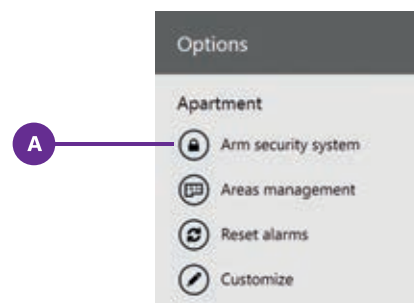 Options
Apartment
A
Arm security system
Areas management
Reset alarms
Customize